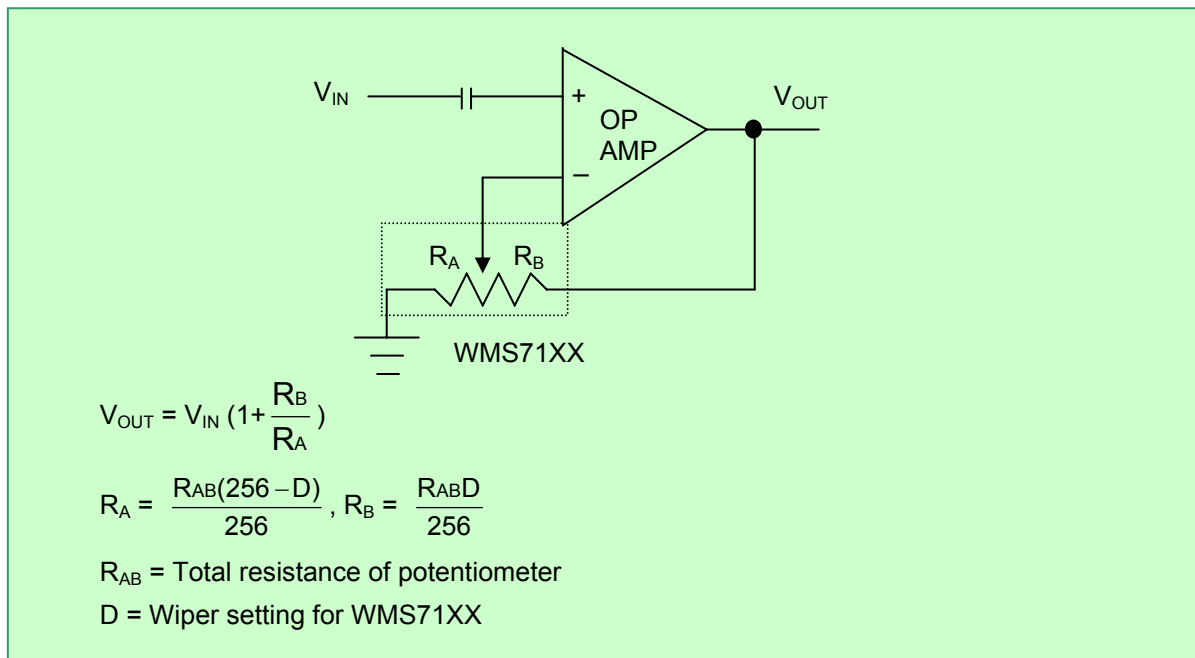 V_IN
V_OUT
+
OP
AMP
−
R_A R_B
WMS71XX
V_OUT = V_IN (1+ R_B / R_A )
R_A = R_AB(256 − D) / 256 , R_B = R_ABD / 256
R_AB = Total resistance of potentiometer
D = Wiper setting for WMS71XX